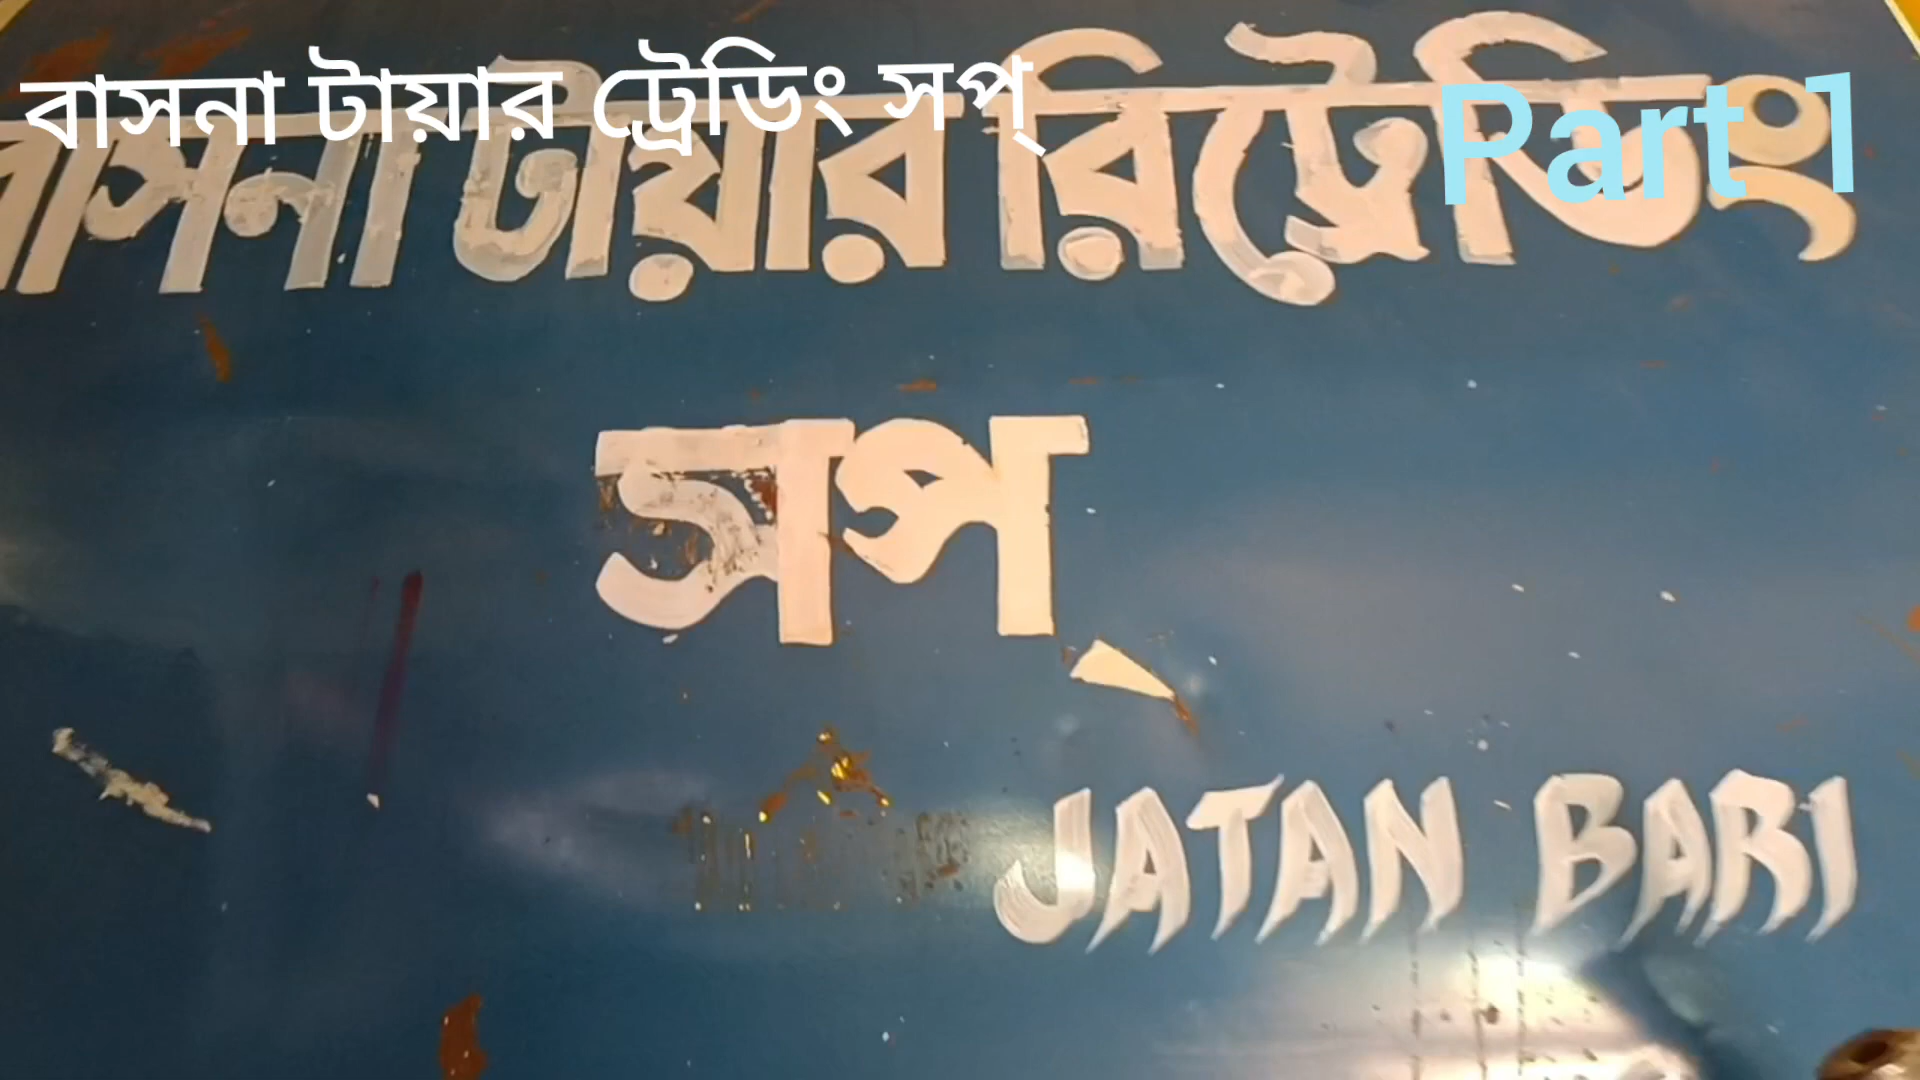 বাসনা টায়ার ট্রেডিং সপ্
Part 1
বাসনা টায়ার রিট্রেডিং
সপ্
JATAN BARI